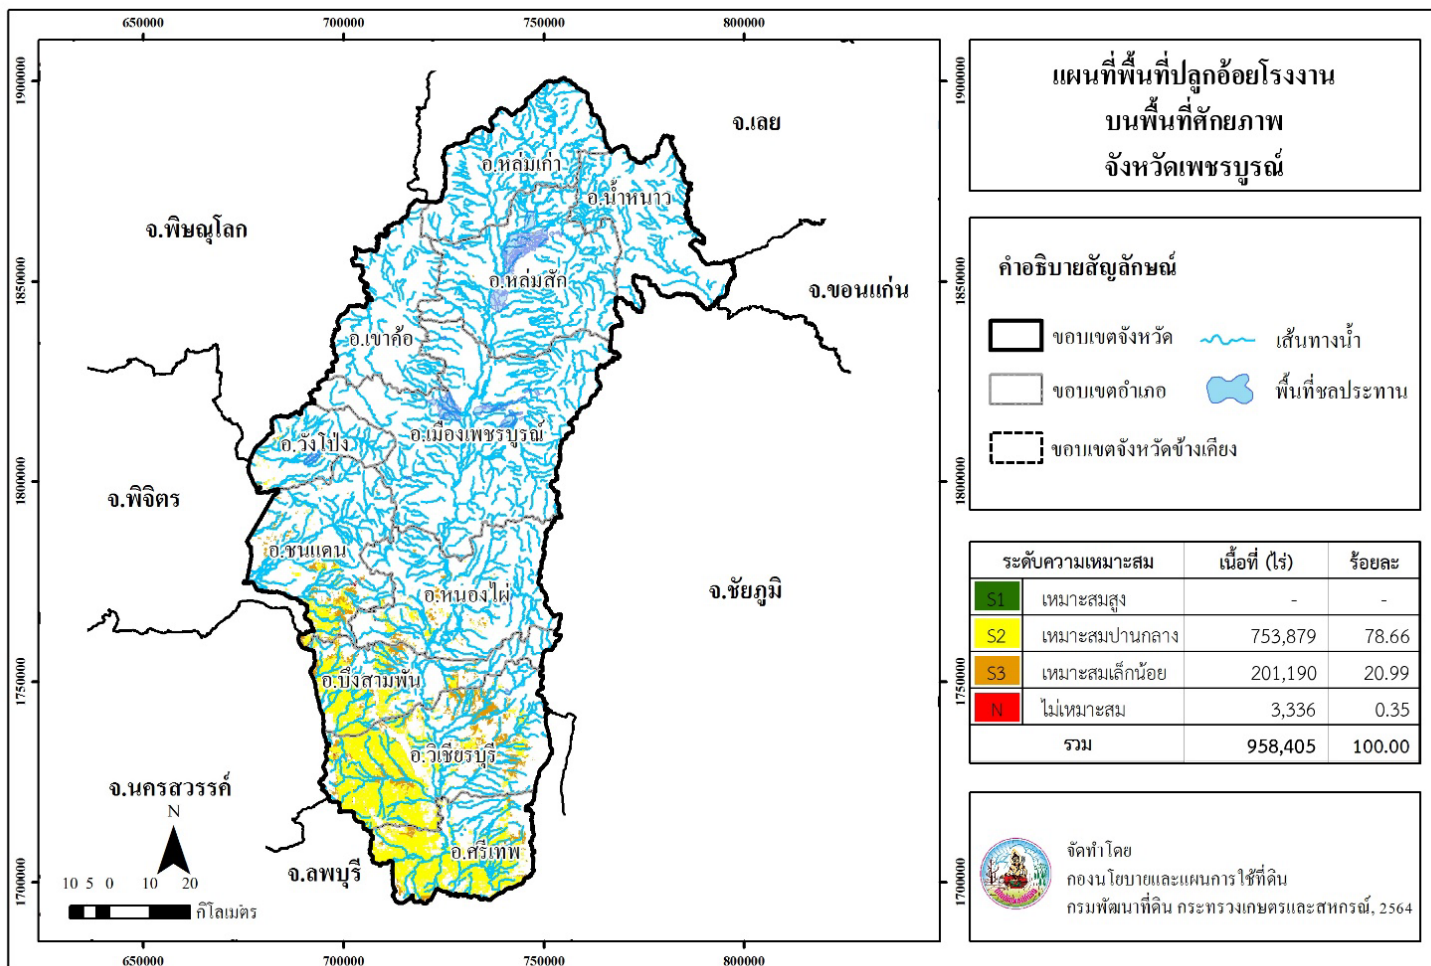 650000 700000 750000 800000
1900000 1850000 1800000 1750000 1700000
จ.เลย
จ.พิษณุโลก
จ.ขอนแก่น
จ.พิจิตร
จ.ชัยภูมิ
จ.นครสวรรค์
จ.ลพบุรี
อ.หล่มเก่า
อ.น้ำหนาว
อ.หล่มสัก
อ.เขาค้อ
อ.เมืองเพชรบูรณ์
อ.วังโป่ง
อ.ชนแดน
อ.หนองไผ่
อ.บึงสามพัน
อ.วิเชียรบุรี
อ.ศรีเทพ
N
10 5 0 10 20
กิโลเมตร
1900000 1850000 1800000 1750000 1700000
650000 700000 750000 800000
แผนที่พื้นที่ปลูกอ้อยโรงงาน
บนพื้นที่ศักยภาพ
จังหวัดเพชรบูรณ์
คำอธิบายสัญลักษณ์
ขอบเขตจังหวัด เส้นทางน้ำ
ขอบเขตอำเภอ พื้นที่ชลประทาน
ขอบเขตจังหวัดข้างเคียง
ระดับความเหมาะสม เนื้อที่ (ไร่) ร้อยละ
S1 เหมาะสมสูง - -
S2 เหมาะสมปานกลาง 753,879 78.66
S3 เหมาะสมเล็กน้อย 201,190 20.99
N ไม่เหมาะสม 3,336 0.35
รวม 958,405 100.00
จัดทำโดย
กองนโยบายและแผนการใช้ที่ดิน
กรมพัฒนาที่ดิน กระทรวงเกษตรและสหกรณ์, 2564